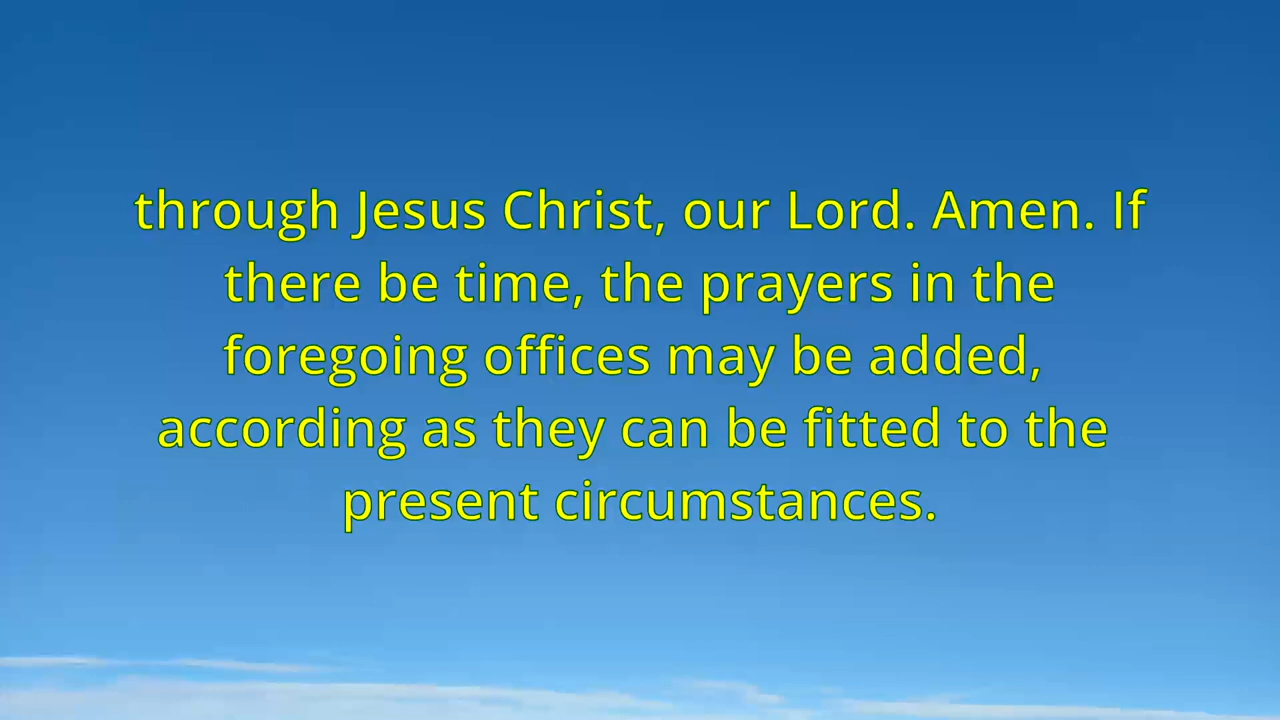 through Jesus Christ, our Lord. Amen. If
there be time, the prayers in the
foregoing offices may be added,
according as they can be fitted to the
present circumstances.